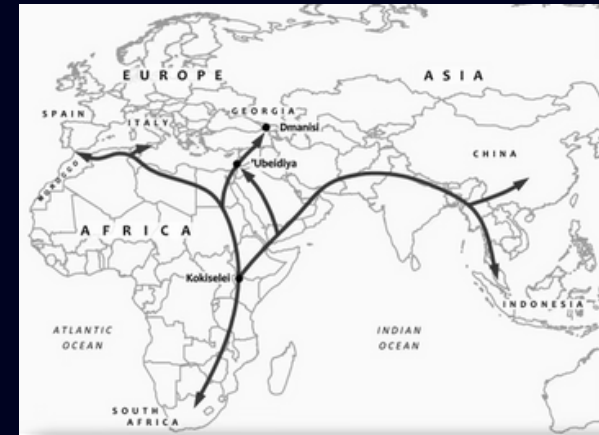 EUROPE
ASIA
SPAIN
ITALY
GEORGIA
Dmanisi
'Ubeidiya
CHINA
MOROCCO
AFRICA
Kokiselei
INDONESIA
ATLANTIC
OCEAN
INDIAN
OCEAN
SOUTH
AFRICA